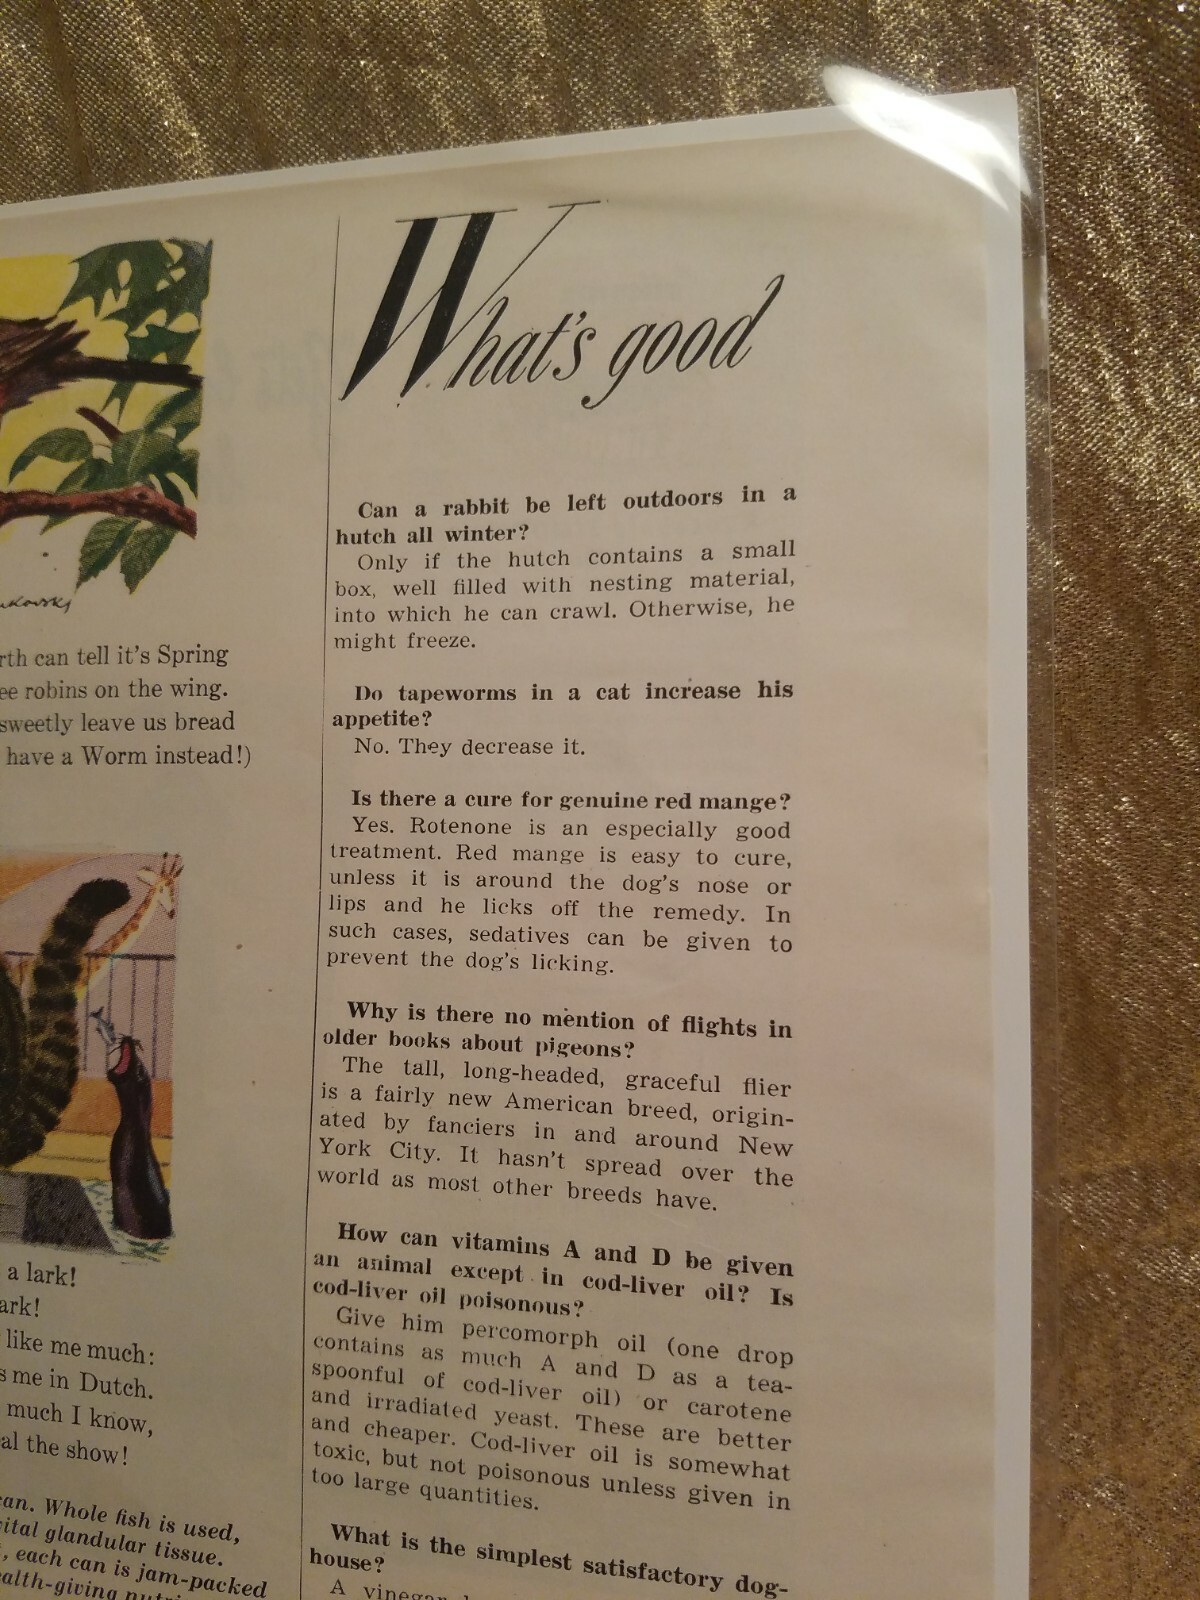 rth can tell it's Spring
ee robins on the wing.
sweetly leave us bread
have a Worm instead!)
a lark!
ark!
like me much:
s me in Dutch.
much I know,
al the show!
can. Whole fish is used,
vital glandular tissue.
, each can is jam-packed
ealth-giving
What's good
Can a rabbit be left outdoors in a
hutch all winter?
Only if the hutch contains a small
box, well filled with nesting material,
into which he can crawl. Otherwise, he
might freeze.
Do tapeworms in a cat increase his
appetite?
No. They decrease it.
Is there a cure for genuine red mange?
Yes. Rotenone is an especially good
treatment. Red mange is easy to cure,
unless it is around the dog's nose or
lips and he licks off the remedy. In
such cases, sedatives can be given to
prevent the dog's licking.
Why is there no mention of flights in
older books about pigeons?
The tall, long-headed, graceful flier
is a fairly new American breed, origin-
ated by fanciers in and around New
York City. It hasn't spread over the
world as most other breeds have.
How can vitamins A and D be given
an animal except in cod-liver oil? Is
cod-liver oil poisonous?
Give him percomorph oil (one drop
contains as much A and D as a tea-
spoonful of cod-liver oil) or carotene
and irradiated yeast. These are better
and cheaper. Cod-liver oil is somewhat
toxic, but not poisonous unless given in
too large quantities.
What is the simplest satisfactory dog-
house?
A